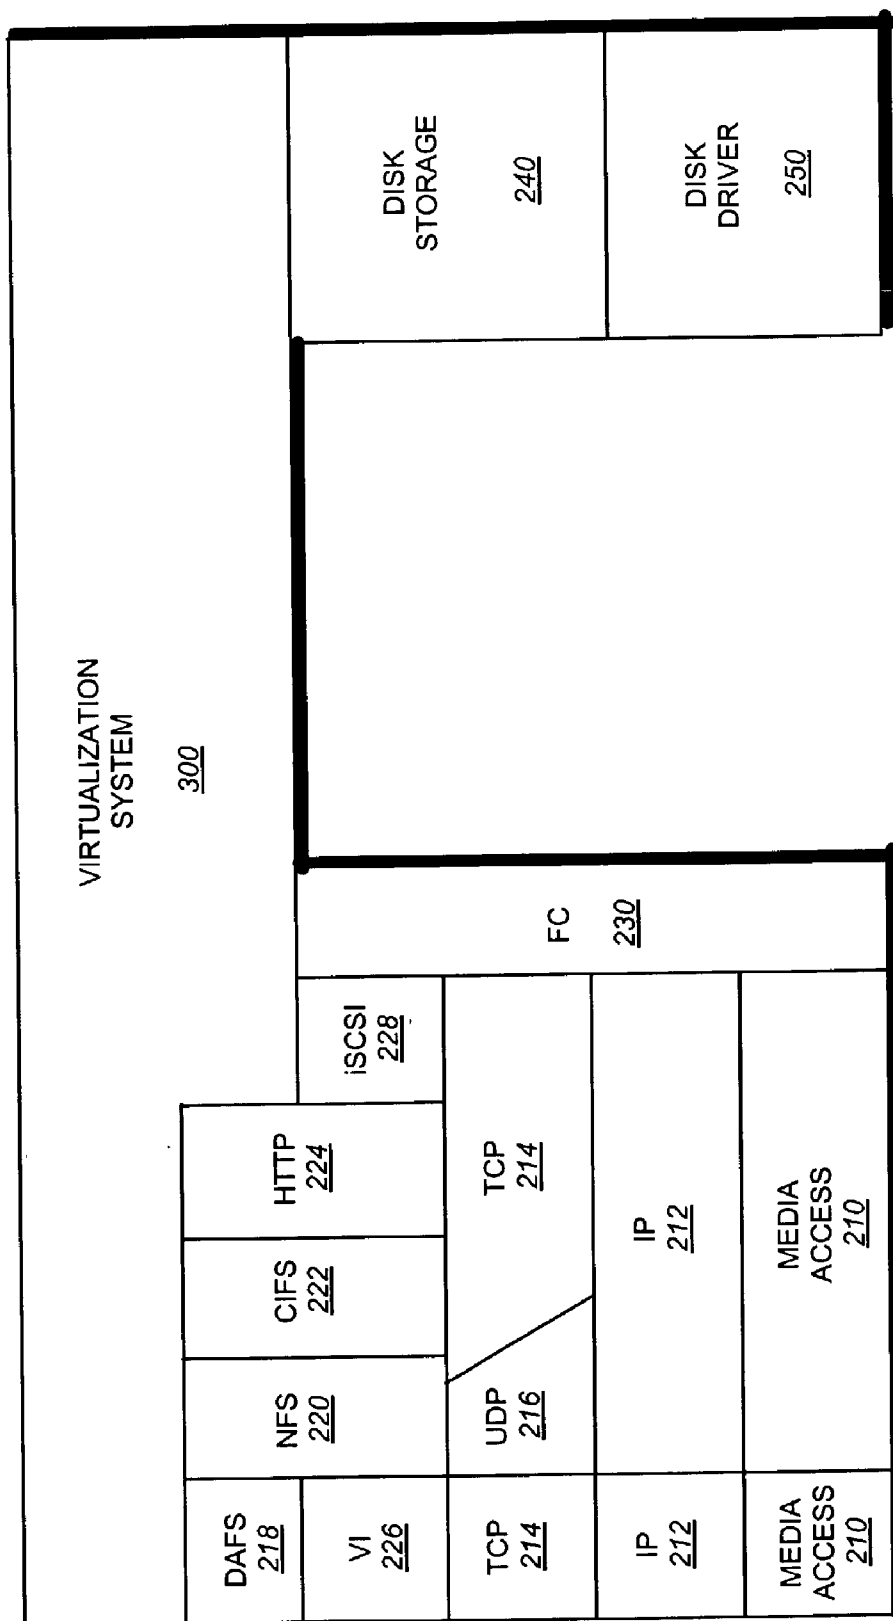 VIRTUALIZATION
SYSTEM
300
DAFS
218
NFS
220
CIFS
222
HTTP
224
VI
226
iSCSI
228
TCP
214
UDP
216
TCP
214
IP
212
IP
212
MEDIA
ACCESS
210
MEDIA
ACCESS
210
FC
230
DISK
STORAGE
240
DISK
DRIVER
250